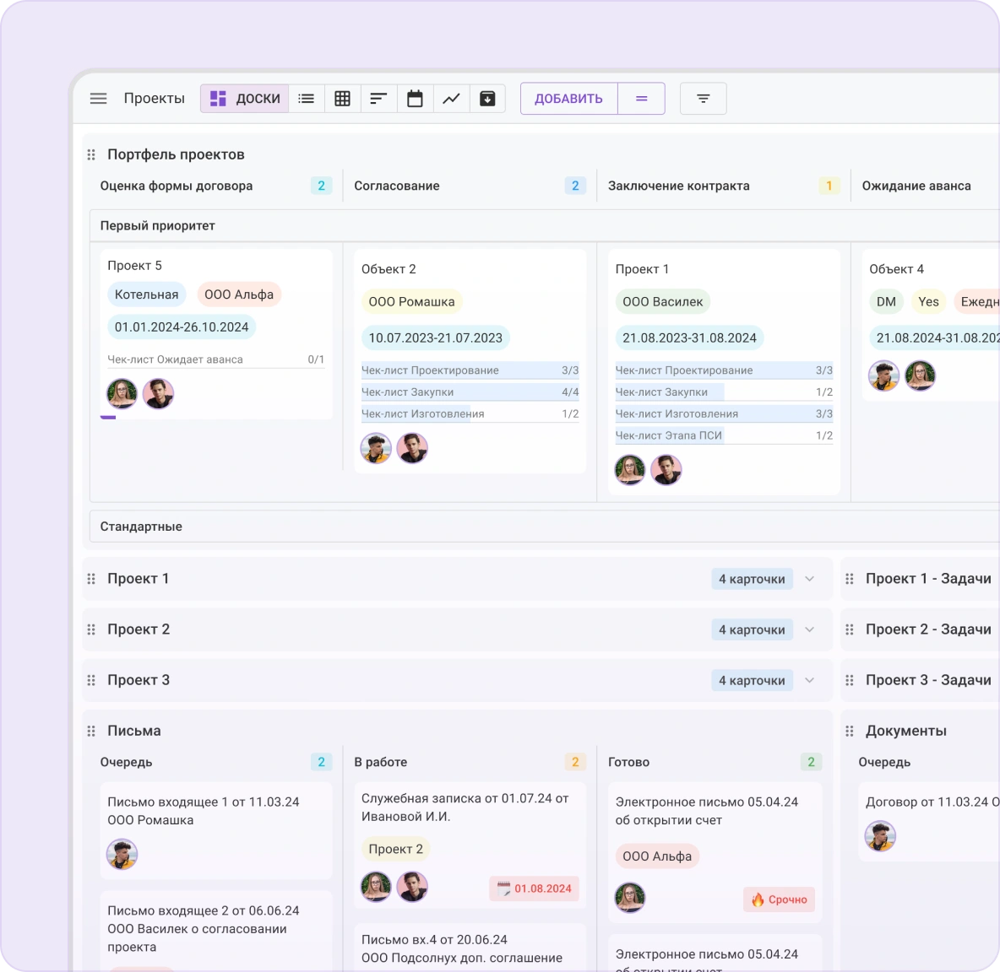 Проекты
ДОСКИ
ДОБАВИТЬ
Портфель проектов
Оценка формы договора 2
Согласование 2
Заключение контракта 1
Ожидание аванса
Первый приоритет
Проект 5
Котельная ООО Альфа
01.01.2024-26.10.2024
Чек-лист Ожидает аванса 0/1
Объект 2
ООО Ромашка
10.07.2023-21.07.2023
Чек-лист Проектирование 3/3
Чек-лист Закупки 4/4
Чек-лист Изготовления 1/2
Проект 1
ООО Василек
21.08.2023-31.08.2024
Чек-лист Проектирование 3/3
Чек-лист Закупки 1/2
Чек-лист Изготовления 3/3
Чек-лист Этапа ПСИ 1/2
Объект 4
DM Yes Ежедн
21.08.2024-31.08.202
Стандартные
Проект 1 4 карточки
Проект 1 - Задачи
Проект 2 4 карточки
Проект 2 - Задачи
Проект 3 4 карточки
Проект 3 - Задачи
Письма
Очередь 2
Письмо входящее 1 от 11.03.24
ООО Ромашка
Письмо входящее 2 от 06.06.24
ООО Василек о согласовании
проекта
В работе 2
Служебная записка от 01.07.24 от
Ивановой И.И.
Проект 2
01.08.2024
Письмо вх.4 от 20.06.24
ООО Подсолнух доп. соглашение
Готово 2
Электронное письмо 05.04.24
об открытии счет
ООО Альфа
Срочно
Электронное письмо 05.04.24
об открытии счет
Документы
Очередь
Договор от 11.03.24 О